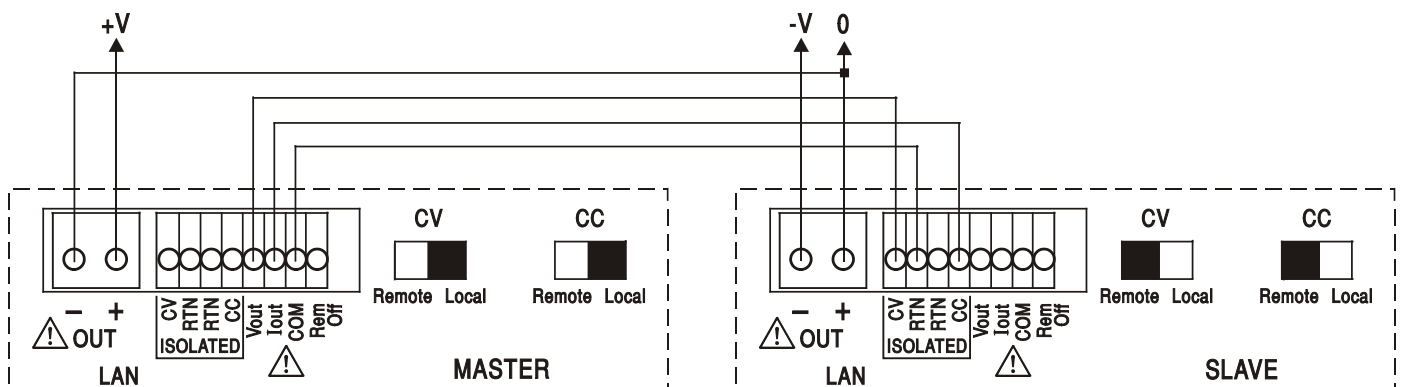 +V -V 0
CV CC CV CC
Remote Local Remote Local Remote Local Remote Local
− + CV RTN RTN CC Vout Iout COM Rem Off − + CV RTN RTN CC Vout Iout COM Rem Off
! OUT ISOLATED ! ! OUT ISOLATED !
LAN MASTER LAN SLAVE